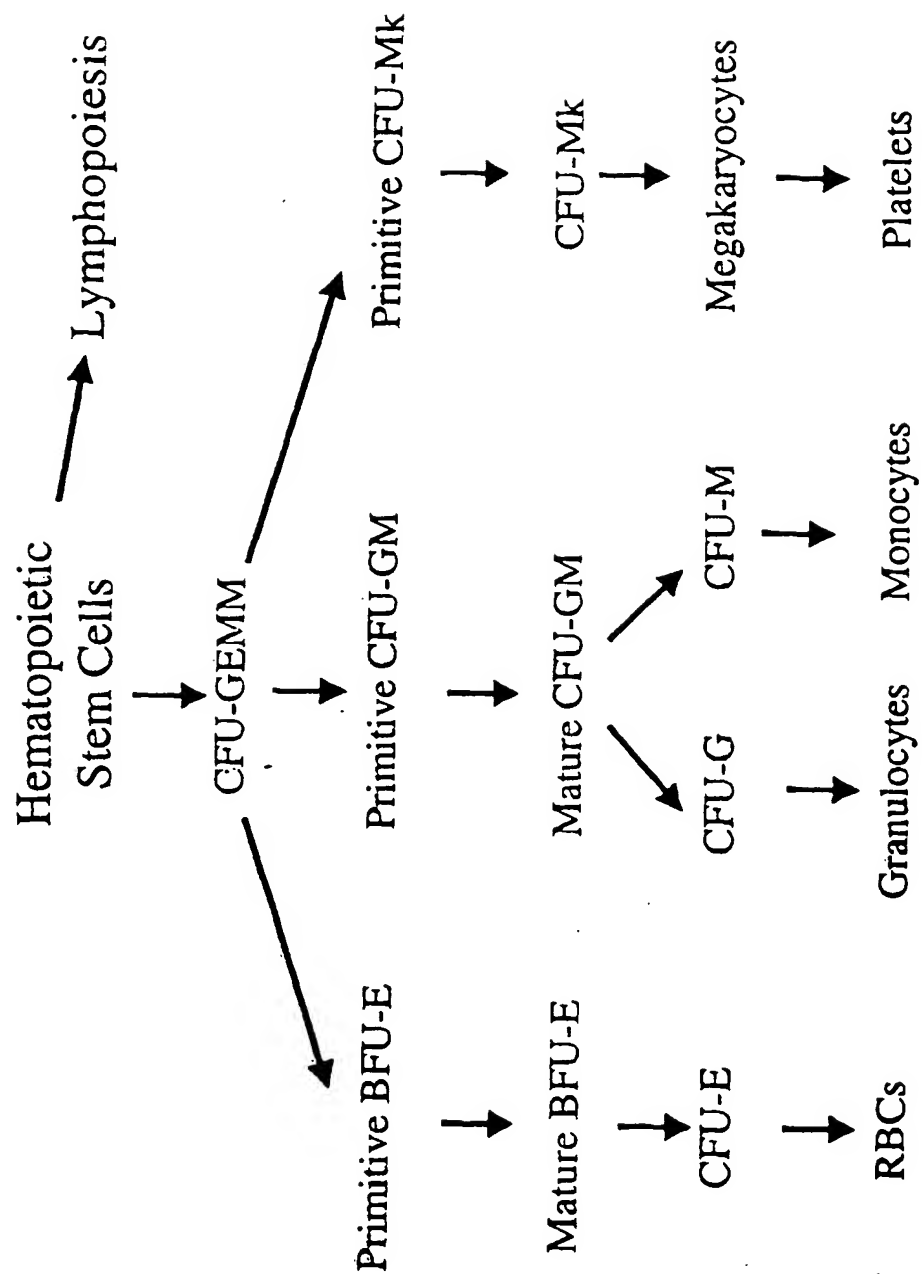 Hematopoietic
Stem Cells
Lymphopoiesis
CFU-GEMM
Primitive BFU-E
Primitive CFU-GM
Primitive CFU-Mk
Mature BFU-E
Mature CFU-GM
CFU-Mk
CFU-E
CFU-G
CFU-M
Megakaryocytes
RBCs
Granulocytes
Monocytes
Platelets